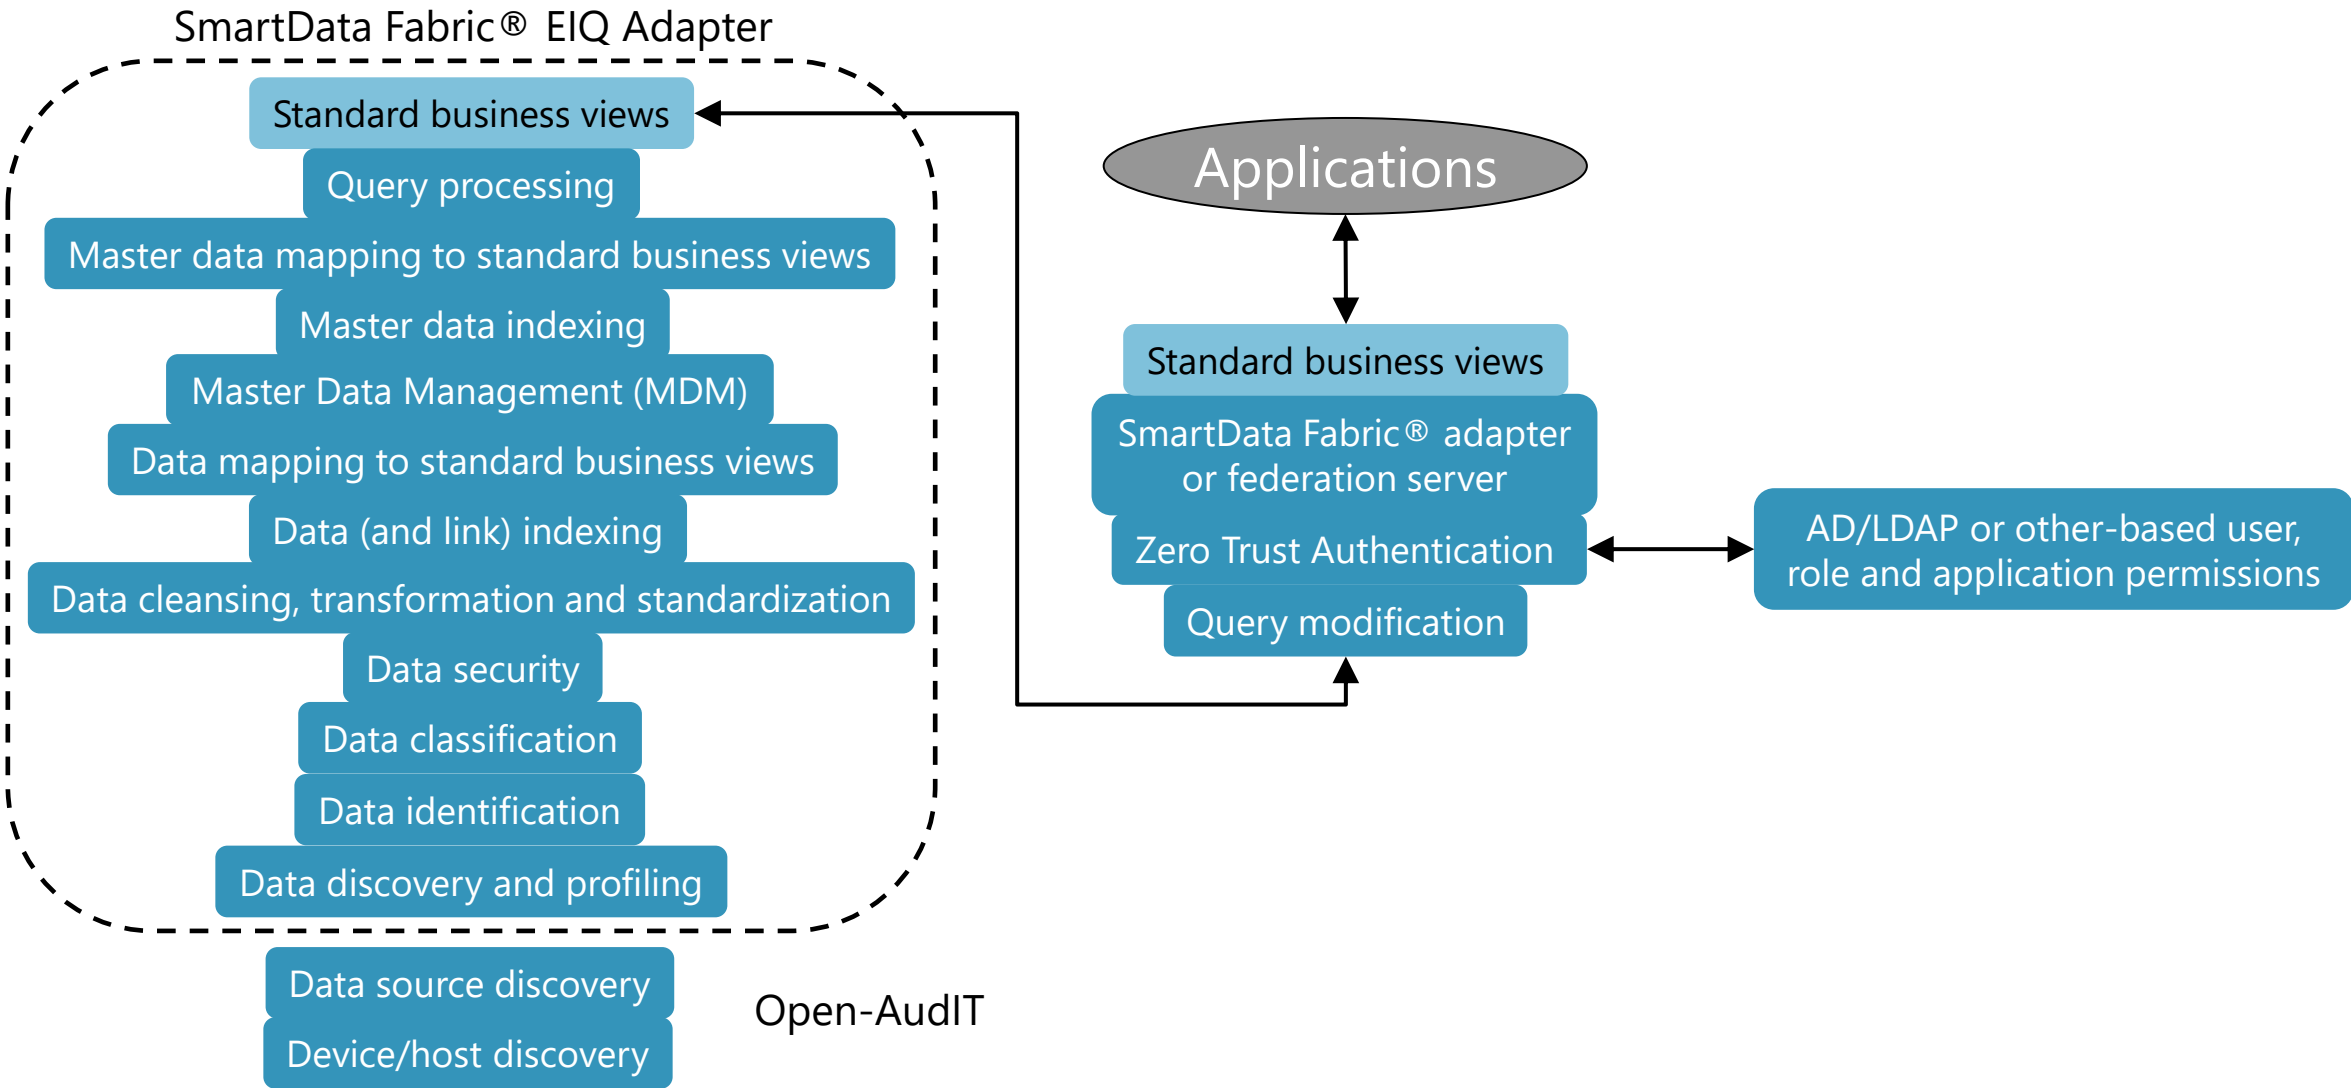 SmartData Fabric® EIQ Adapter
Standard business views
Query processing
Master data mapping to standard business views
Master data indexing
Master Data Management (MDM)
Data mapping to standard business views
Data (and link) indexing
Data cleansing, transformation and standardization
Data security
Data classification
Data identification
Data discovery and profiling
Data source discovery
Device/host discovery
Open-AudIT
Applications
Standard business views
SmartData Fabric® adapter
or federation server
Zero Trust Authentication
Query modification
AD/LDAP or other-based user,
role and application permissions